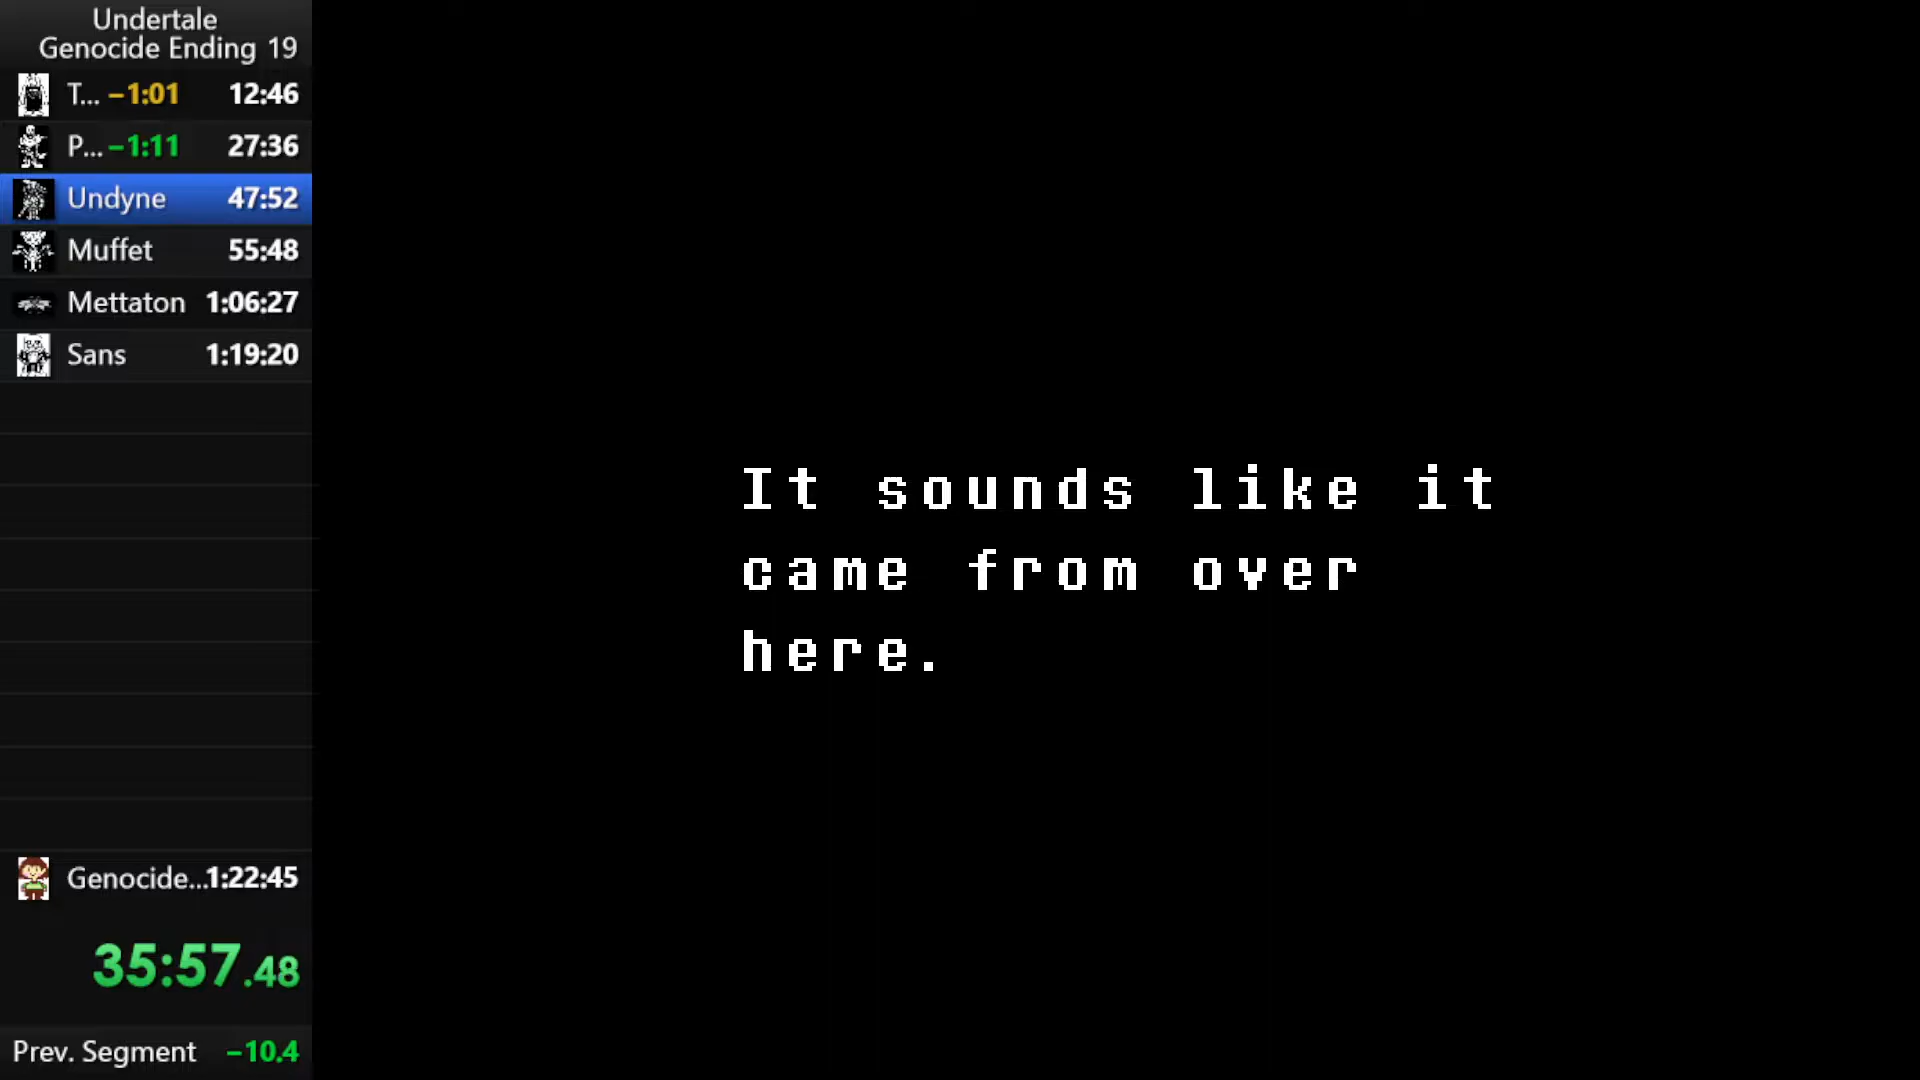 Undertale
Genocide Ending 19
T... −1:01 12:46
P... −1:11 27:36
Undyne 47:52
Muffet 55:48
Mettaton 1:06:27
Sans 1:19:20
It sounds like it
came from over
here.
Genocide...1:22:45
35:57.48
Prev. Segment −10.4